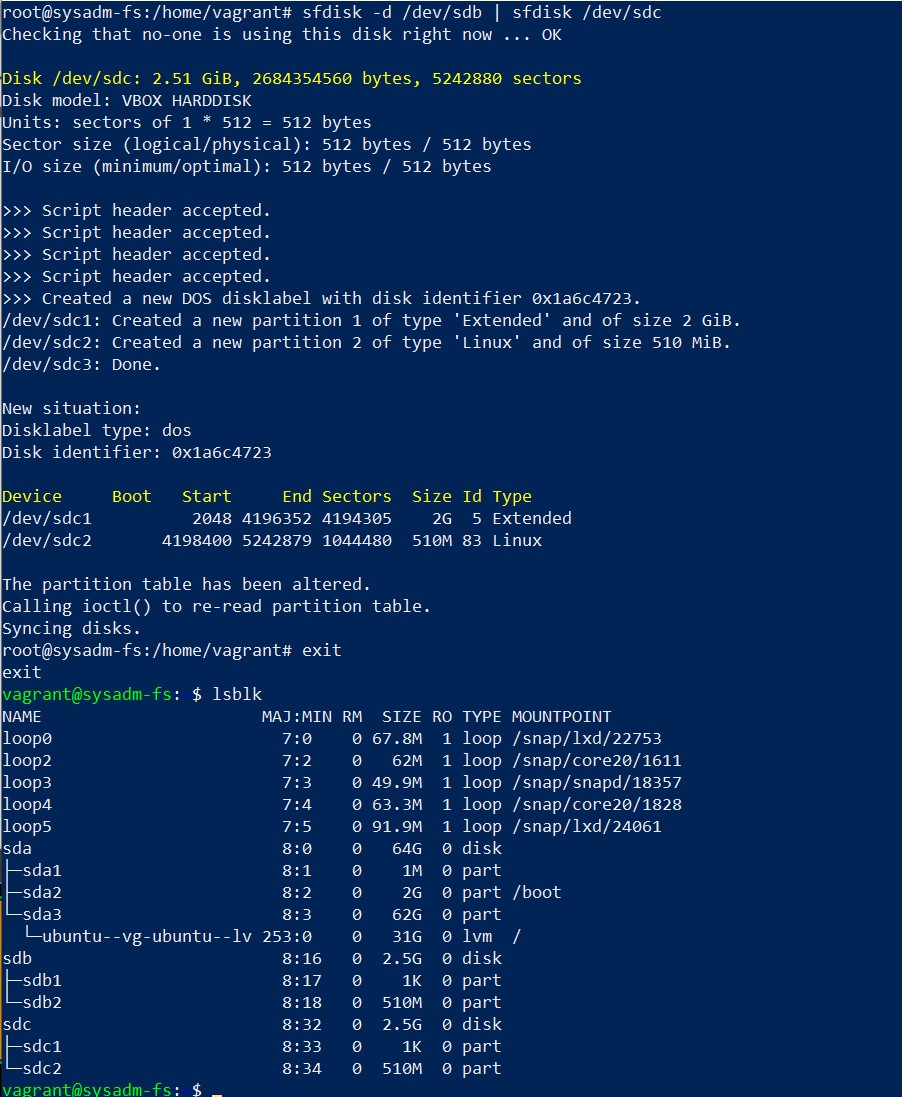 root@sysadm-fs:/home/vagrant# sfdisk -d /dev/sdb | sfdisk /dev/sdc
Checking that no-one is using this disk right now ... OK

Disk /dev/sdc: 2.51 GiB, 2684354560 bytes, 5242880 sectors
Disk model: VBOX HARDDISK
Units: sectors of 1 * 512 = 512 bytes
Sector size (logical/physical): 512 bytes / 512 bytes
I/O size (minimum/optimal): 512 bytes / 512 bytes

>>> Script header accepted.
>>> Script header accepted.
>>> Script header accepted.
>>> Script header accepted.
>>> Created a new DOS disklabel with disk identifier 0x1a6c4723.
/dev/sdc1: Created a new partition 1 of type 'Extended' and of size 2 GiB.
/dev/sdc2: Created a new partition 2 of type 'Linux' and of size 510 MiB.
/dev/sdc3: Done.

New situation:
Disklabel type: dos
Disk identifier: 0x1a6c4723

Device     Boot   Start     End Sectors  Size Id Type
/dev/sdc1          2048 4196352 4194305    2G  5 Extended
/dev/sdc2       4198400 5242879 1044480  510M 83 Linux

The partition table has been altered.
Calling ioctl() to re-read partition table.
Syncing disks.
root@sysadm-fs:/home/vagrant# exit
exit
vagrant@sysadm-fs:~$ lsblk
NAME                      MAJ:MIN RM  SIZE RO TYPE MOUNTPOINT
loop0                       7:0    0 67.8M  1 loop /snap/lxd/22753
loop2                       7:2    0   62M  1 loop /snap/core20/1611
loop3                       7:3    0 49.9M  1 loop /snap/snapd/18357
loop4                       7:4    0 63.3M  1 loop /snap/core20/1828
loop5                       7:5    0 91.9M  1 loop /snap/lxd/24061
sda                         8:0    0   64G  0 disk
├─sda1                      8:1    0    1M  0 part
├─sda2                      8:2    0    2G  0 part /boot
└─sda3                      8:3    0   62G  0 part
  └─ubuntu--vg-ubuntu--lv 253:0    0   31G  0 lvm  /
sdb                         8:16   0  2.5G  0 disk
├─sdb1                      8:17   0    1K  0 part
└─sdb2                      8:18   0  510M  0 part
sdc                         8:32   0  2.5G  0 disk
├─sdc1                      8:33   0    1K  0 part
└─sdc2                      8:34   0  510M  0 part
vagrant@sysadm-fs:~$